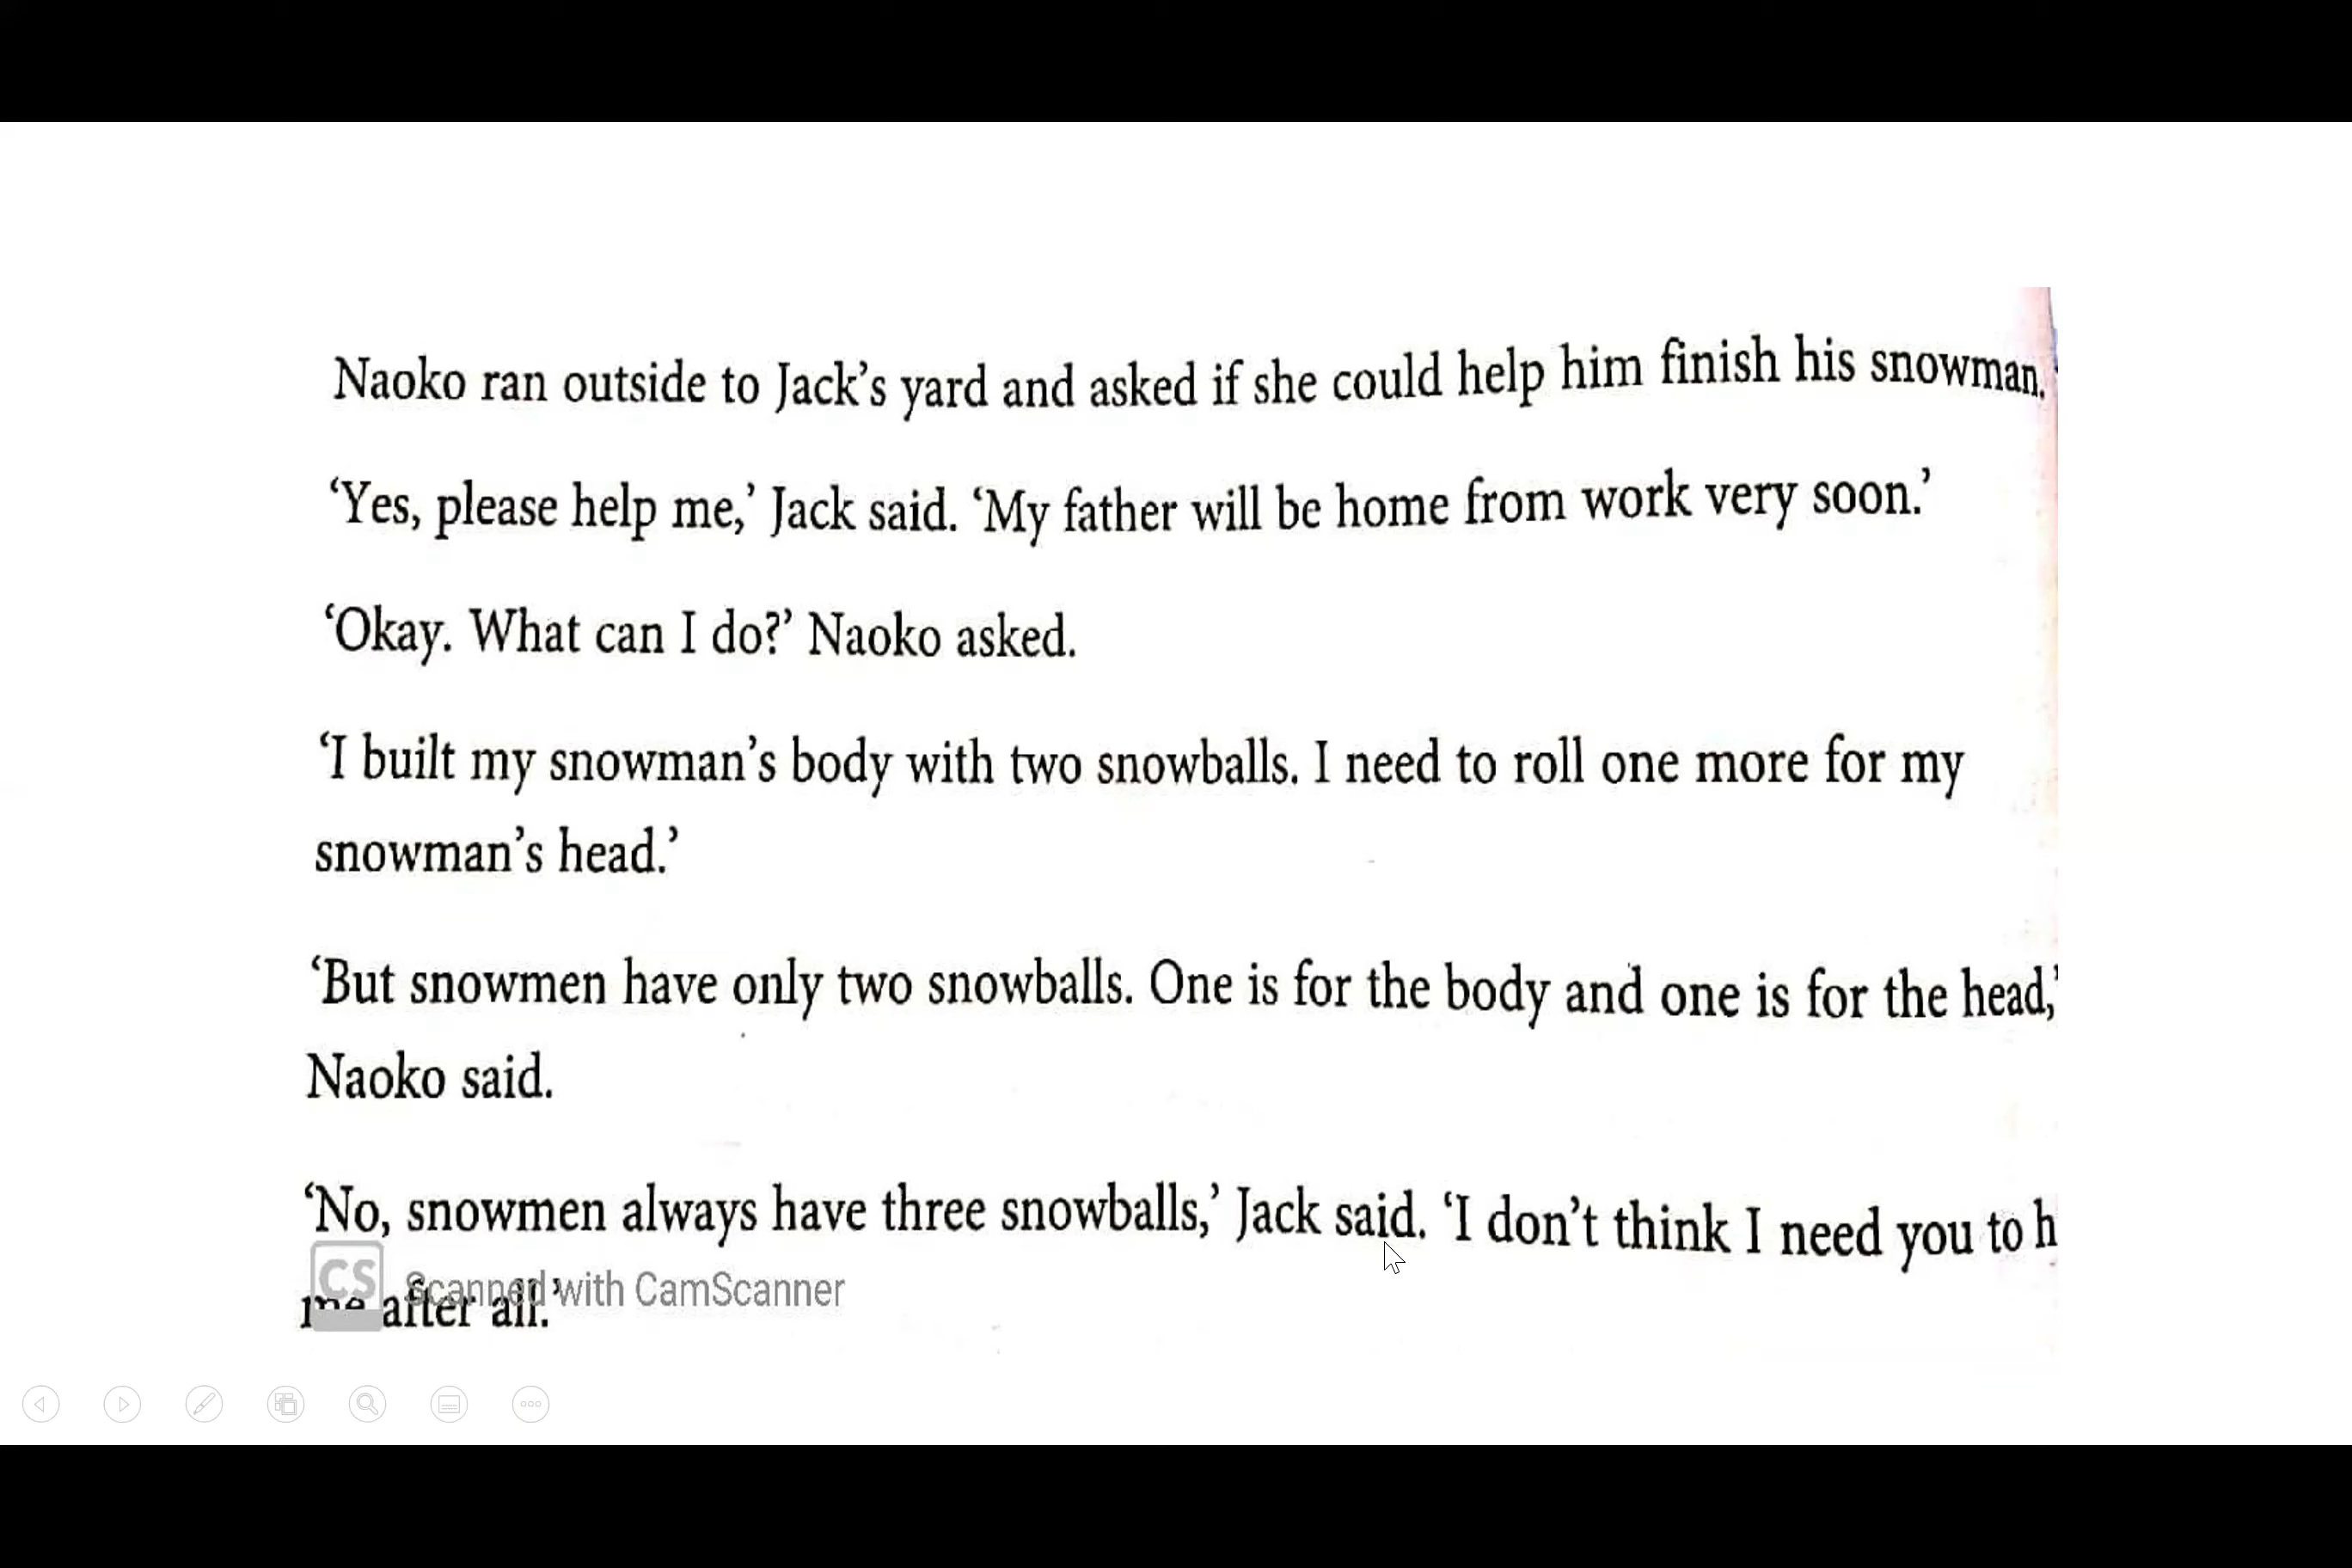 Naoko ran outside to Jack’s yard and asked if she could help him finish his snowman.
‘Yes, please help me,’ Jack said. ‘My father will be home from work very soon.’
‘Okay. What can I do?’ Naoko asked.
‘I built my snowman’s body with two snowballs. I need to roll one more for my
snowman’s head.’
‘But snowmen have only two snowballs. One is for the body and one is for the head,’
Naoko said.
‘No, snowmen always have three snowballs,’ Jack said. ‘I don’t think I need you to h
me after all.’
CS Scanned with CamScanner